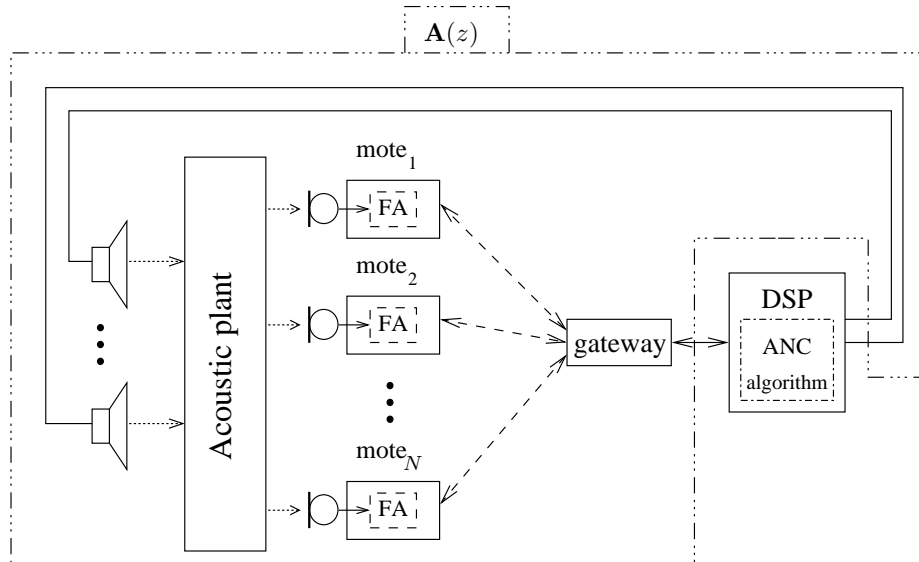 A(z)
mote1
FA
mote2
FA
moteN
FA
Acoustic plant
gateway
DSP
ANC
algorithm